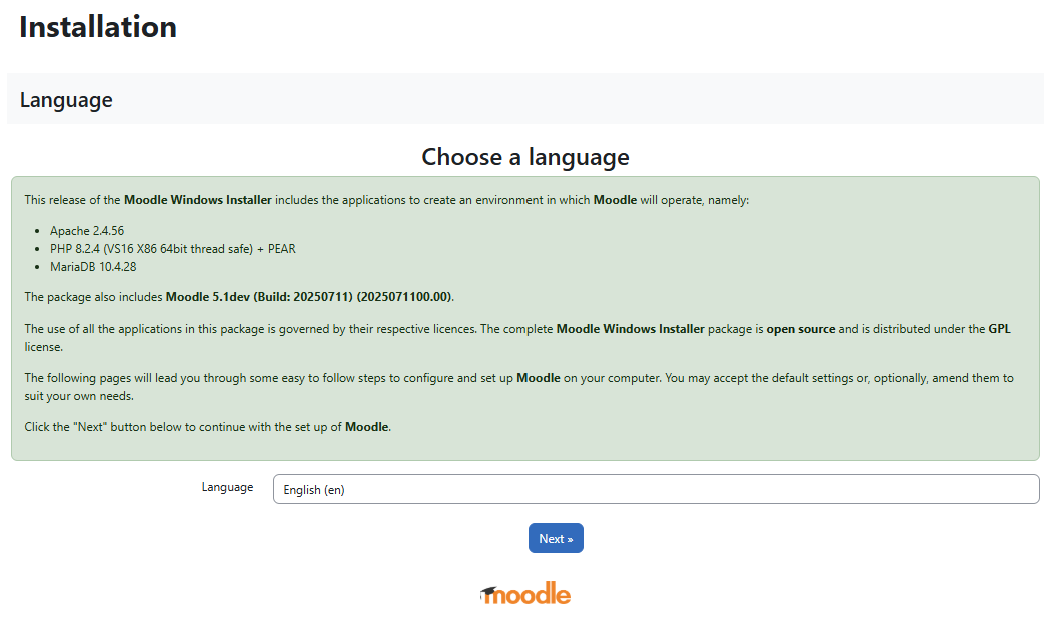 Installation
Language
Choose a language
This release of the Moodle Windows Installer includes the applications to create an environment in which Moodle will operate, namely:
• Apache 2.4.56
• PHP 8.2.4 (VS16 X86 64bit thread safe) + PEAR
• MariaDB 10.4.28
The package also includes Moodle 5.1dev (Build: 20250711) (2025071100.00).
The use of all the applications in this package is governed by their respective licences. The complete Moodle Windows Installer package is open source and is distributed under the GPL
license.
The following pages will lead you through some easy to follow steps to configure and set up Moodle on your computer. You may accept the default settings or, optionally, amend them to
suit your own needs.
Click the "Next" button below to continue with the set up of Moodle.
Language English (en)
Next »
moodle